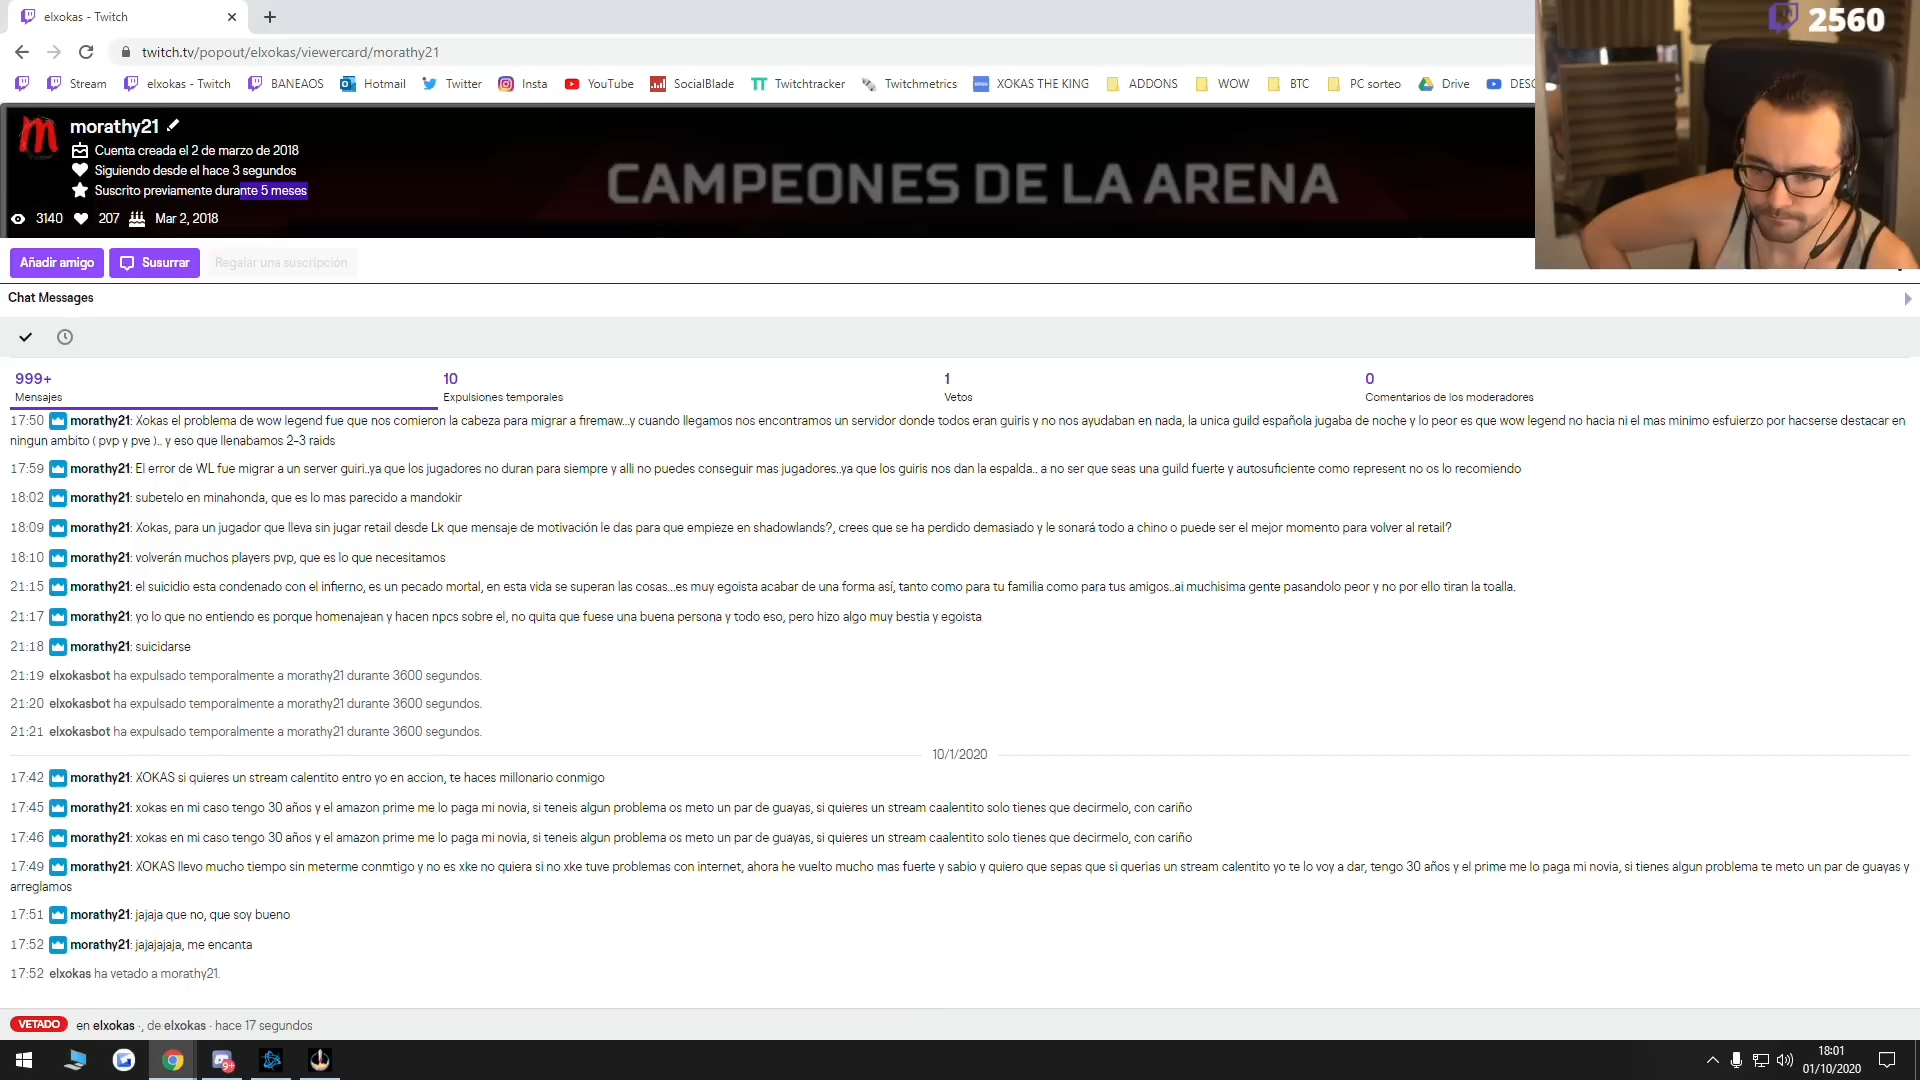 elxokas - Twitch
2560
twitch.tv/popout/elxokas/viewercard/morathy21
Stream elxokas - Twitch BANEAOS Hotmail Twitter Insta YouTube SocialBlade Twitchtracker Twitchmetrics XOKAS THE KING ADDONS WOW BTC PC sorteo Drive DESC
morathy21
Cuenta creada el 2 de marzo de 2018
Siguiendo desde el hace 3 segundos
Suscrito previamente durante 5 meses
3140 207 Mar 2, 2018
CAMPEONES DE LA ARENA
Añadir amigo Susurrar Regalar una suscripción
Chat Messages
999+ 10 1 0
Mensajes Expulsiones temporales Vetos Comentarios de los moderadores
17:50 morathy21: Xokas el problema de wow legend fue que nos comieron la cabeza para migrar a firemaw...y cuando llegamos nos encontramos un servidor donde todos eran guiris y no nos ayudaban en nada, la unica guild española jugaba de noche y lo peor es que wow legend no hacia ni el mas minimo esfuierzo por hacserse destacar en
ningun ambito ( pvp y pve ).. y eso que llenabamos 2-3 raids
17:59 morathy21: El error de WL fue migrar a un server guiri..ya que los jugadores no duran para siempre y alli no puedes conseguir mas jugadores..ya que los guiris nos dan la espalda.. a no ser que seas una guild fuerte y autosuficiente como represent no os lo recomiendo
18:02 morathy21: subetelo en minahonda, que es lo mas parecido a mandokir
18:09 morathy21: Xokas, para un jugador que lleva sin jugar retail desde Lk que mensaje de motivación le das para que empieze en shadowlands?, crees que se ha perdido demasiado y le sonará todo a chino o puede ser el mejor momento para volver al retail?
18:10 morathy21: volverán muchos players pvp, que es lo que necesitamos
21:15 morathy21: el suicidio esta condenado con el infierno, es un pecado mortal, en esta vida se superan las cosas...es muy egoista acabar de una forma así, tanto como para tu familia como para tus amigos..ai muchisima gente pasandolo peor y no por ello tiran la toalla.
21:17 morathy21: yo lo que no entiendo es porque homenajean y hacen npcs sobre el, no quita que fuese una buena persona y todo eso, pero hizo algo muy bestia y egoista
21:18 morathy21: suicidarse
21:19 elxokasbot ha expulsado temporalmente a morathy21 durante 3600 segundos.
21:20 elxokasbot ha expulsado temporalmente a morathy21 durante 3600 segundos.
21:21 elxokasbot ha expulsado temporalmente a morathy21 durante 3600 segundos.
10/1/2020
17:42 morathy21: XOKAS si quieres un stream calentito entro yo en accion, te haces millonario conmigo
17:45 morathy21: xokas en mi caso tengo 30 años y el amazon prime me lo paga mi novia, si teneis algun problema os meto un par de guayas, si quieres un stream caalentito solo tienes que decirmelo, con cariño
17:46 morathy21: xokas en mi caso tengo 30 años y el amazon prime me lo paga mi novia, si teneis algun problema os meto un par de guayas, si quieres un stream caalentito solo tienes que decirmelo, con cariño
17:49 morathy21: XOKAS llevo mucho tiempo sin meterme conmtigo y no es xke no quiera si no xke tuve problemas con internet, ahora he vuelto mucho mas fuerte y sabio y quiero que sepas que si querias un stream calentito yo te lo voy a dar, tengo 30 años y el prime me lo paga mi novia, si tienes algun problema te meto un par de guayas y
arreglamos
17:51 morathy21: jajaja que no, que soy bueno
17:52 morathy21: jajajajaja, me encanta
17:52 elxokas ha vetado a morathy21.
VETADO en elxokas ·, de elxokas · hace 17 segundos
9+
18:01
01/10/2020